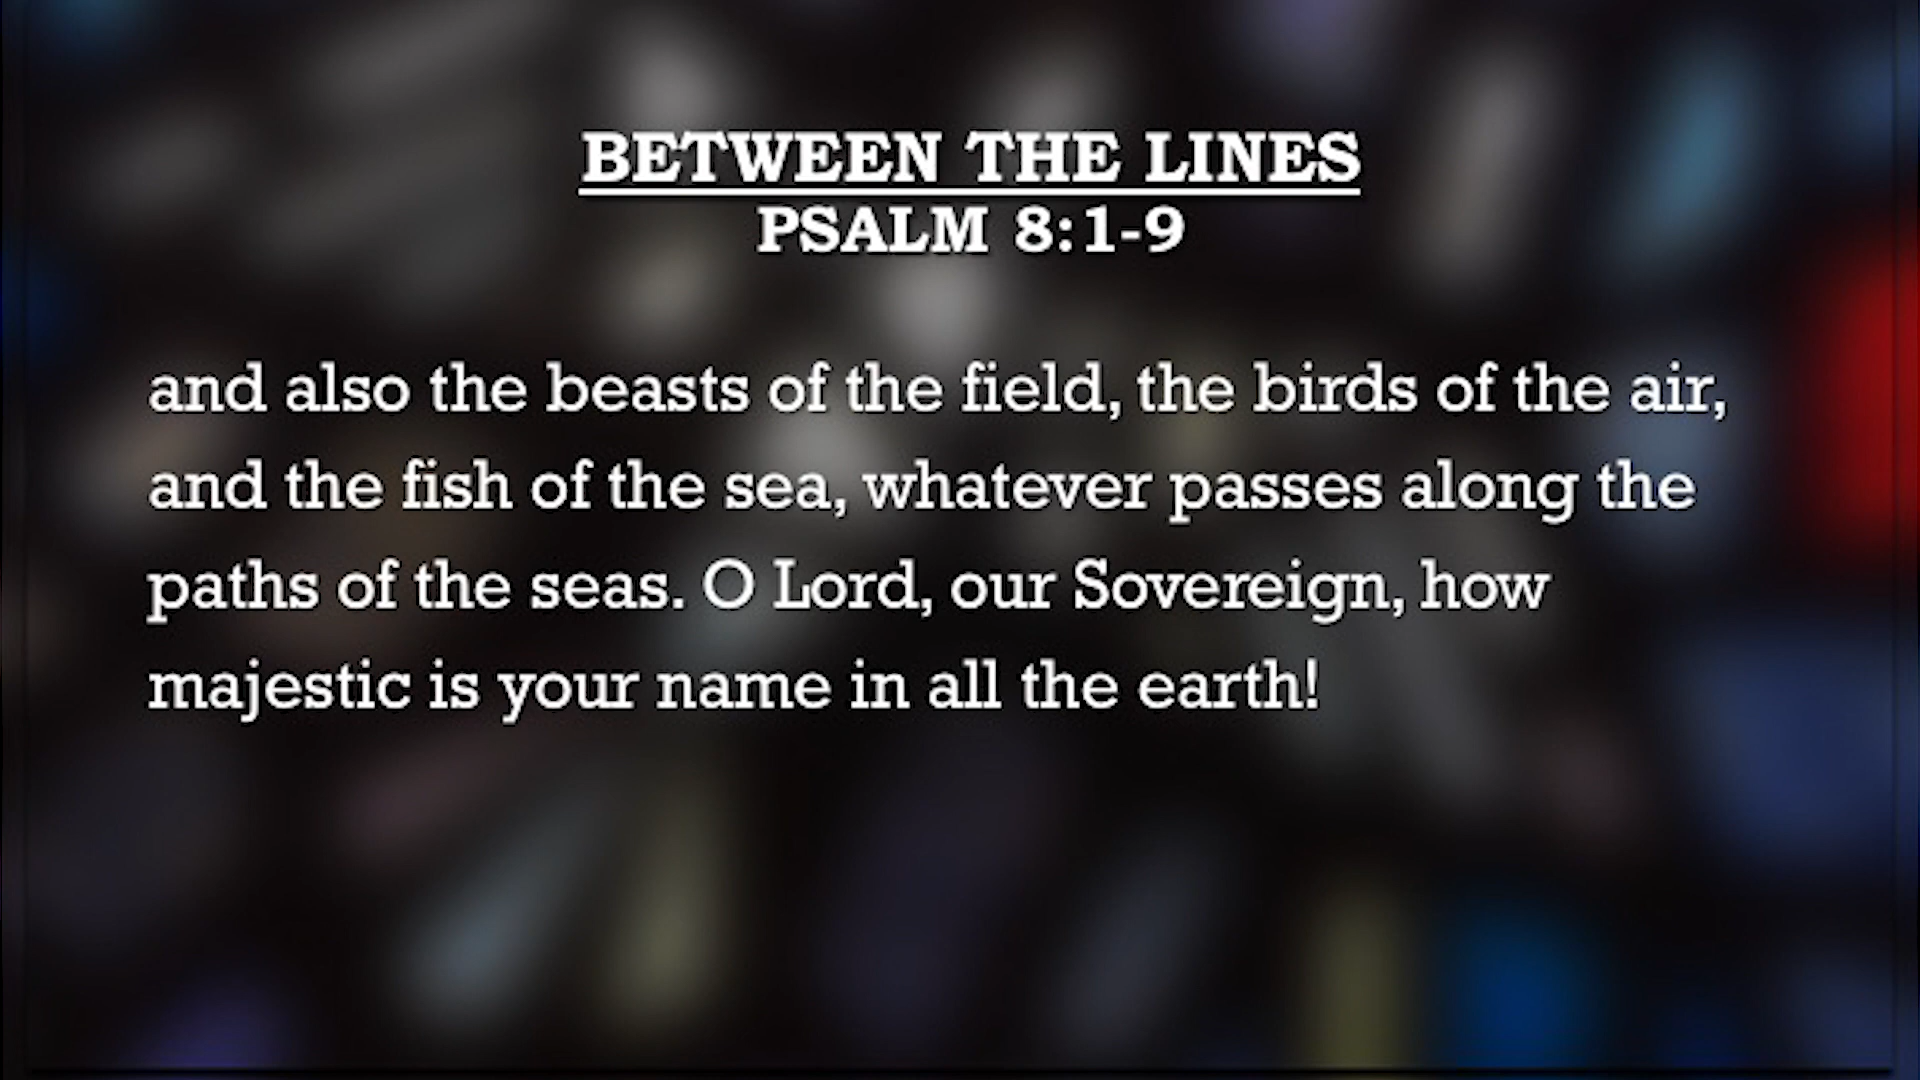 BETWEEN THE LINES
PSALM 8:1-9
and also the beasts of the field, the birds of the air,
and the fish of the sea, whatever passes along the
paths of the seas. O Lord, our Sovereign, how
majestic is your name in all the earth!